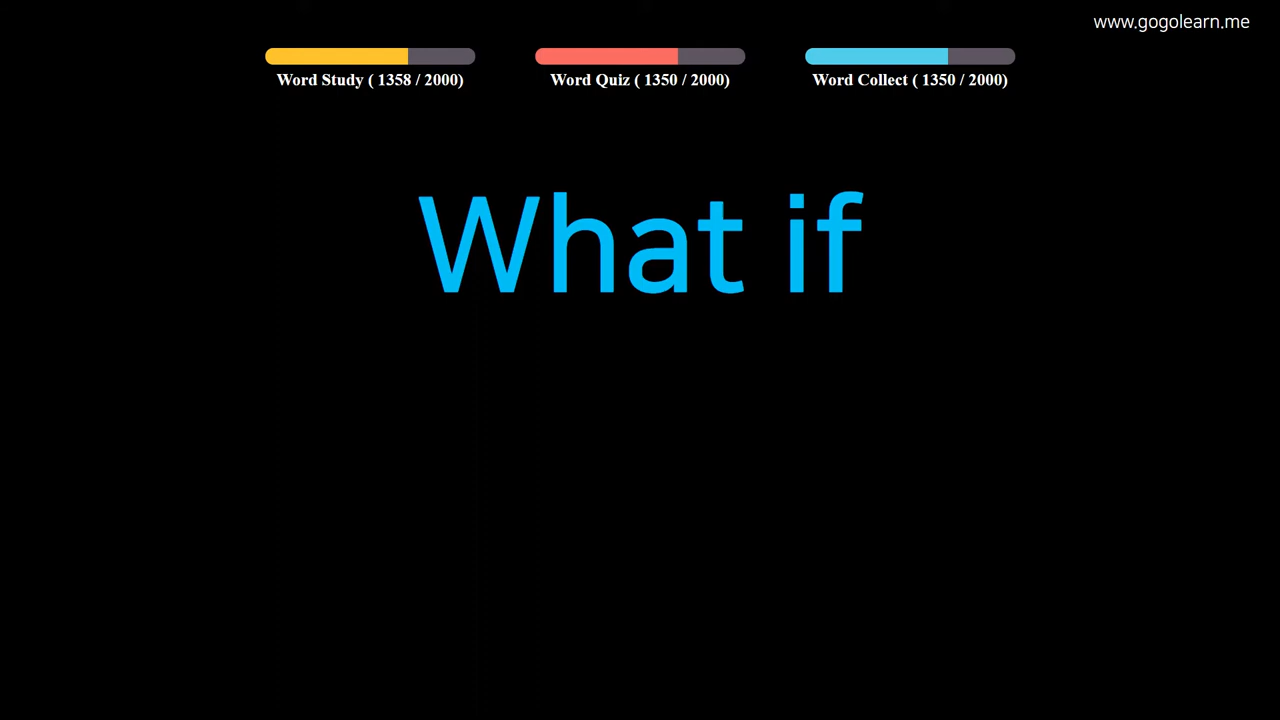 www.gogolearn.me
Word Study ( 1358 / 2000)
Word Quiz ( 1350 / 2000)
Word Collect ( 1350 / 2000)
What if